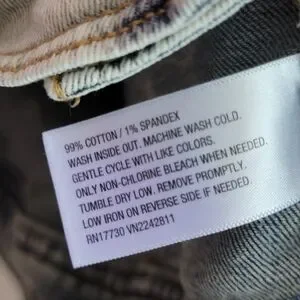 99% COTTON / 1% SPANDEX
WASH INSIDE OUT. MACHINE WASH COLD.
GENTLE CYCLE WITH LIKE COLORS.
ONLY NON-CHLORINE BLEACH WHEN NEEDED.
TUMBLE DRY LOW. REMOVE PROMPTLY.
LOW IRON ON REVERSE SIDE IF NEEDED.
RN17730 VN2242811